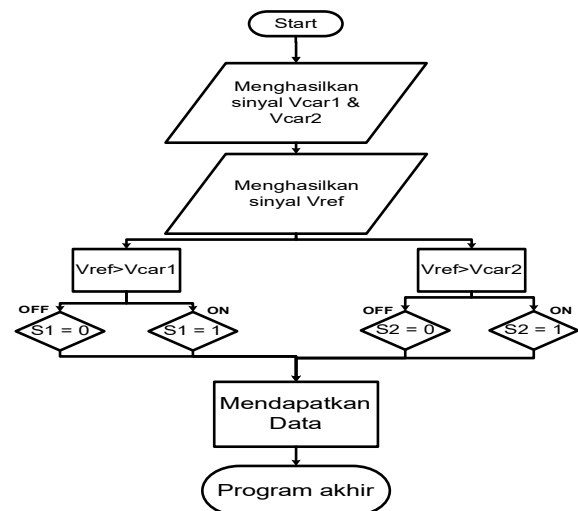 Start
Menghasilkan
sinyal Vcar1 &
Vcar2
Menghasilkan
sinyal Vref
Vref>Vcar1
Vref>Vcar2
OFF
ON
OFF
ON
S1 = 0
S1 = 1
S2 = 0
S2 = 1
Mendapatkan
Data
Program akhir